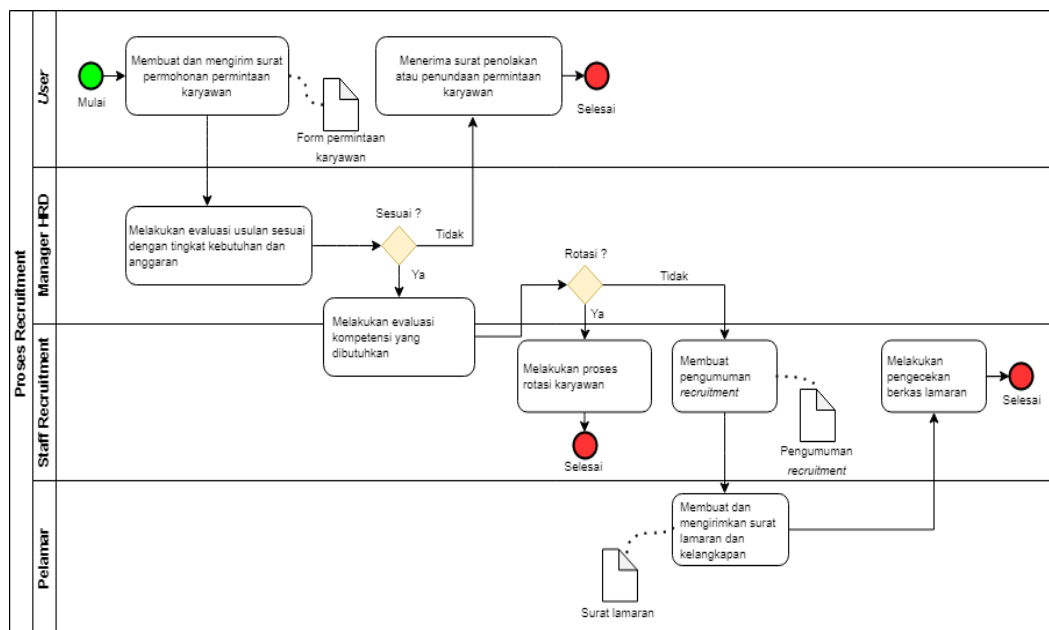 Proses Recruitment
User
Mulai
Membuat dan mengirim surat
permohonan permintaan
karyawan
Form permintaan
karyawan
Menerima surat penolakan
atau penundaan permintaan
karyawan
Selesai
Manager HRD
Melakukan evaluasi usulan sesuai
dengan tingkat kebutuhan dan
anggaran
Sesuai ?
Tidak
Ya
Melakukan evaluasi
kompetensi yang
dibutuhkan
Rotasi ?
Tidak
Ya
Staff Recruitment
Melakukan proses
rotasi karyawan
Selesai
Membuat
pengumuman
recruitment
Pengumuman
recruitment
Melakukan
pengecekan
berkas lamaran
Selesai
Pelamar
Membuat dan
mengirimkan surat
lamaran dan
kelangkapan
Surat lamaran